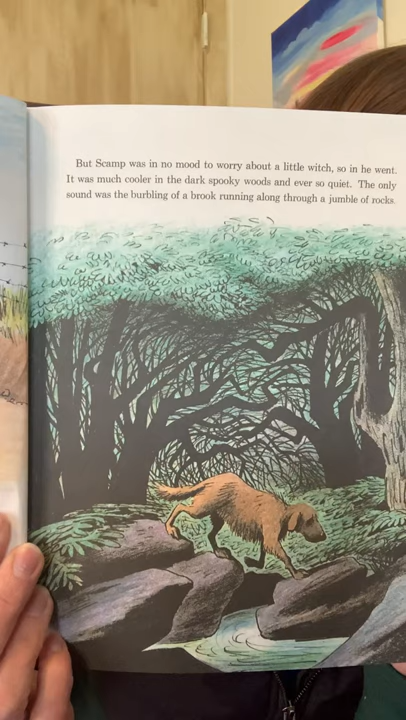 But Scamp was in no mood to worry about a little witch, so in he went.
It was much cooler in the dark spooky woods and ever so quiet. The only
sound was the burbling of a brook running along through a jumble of rocks.